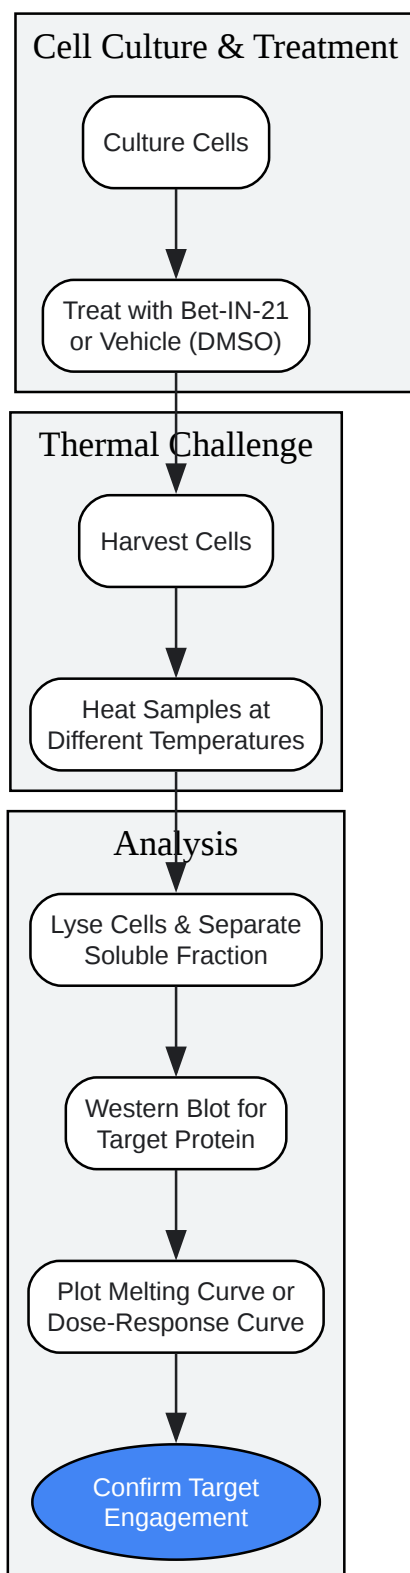 Cell Culture & Treatment
Culture Cells
Treat with Bet-IN-21
or Vehicle (DMSO)
Thermal Challenge
Harvest Cells
Heat Samples at
Different Temperatures
Analysis
Lyse Cells & Separate
Soluble Fraction
Western Blot for
Target Protein
Plot Melting Curve or
Dose-Response Curve
Confirm Target
Engagement